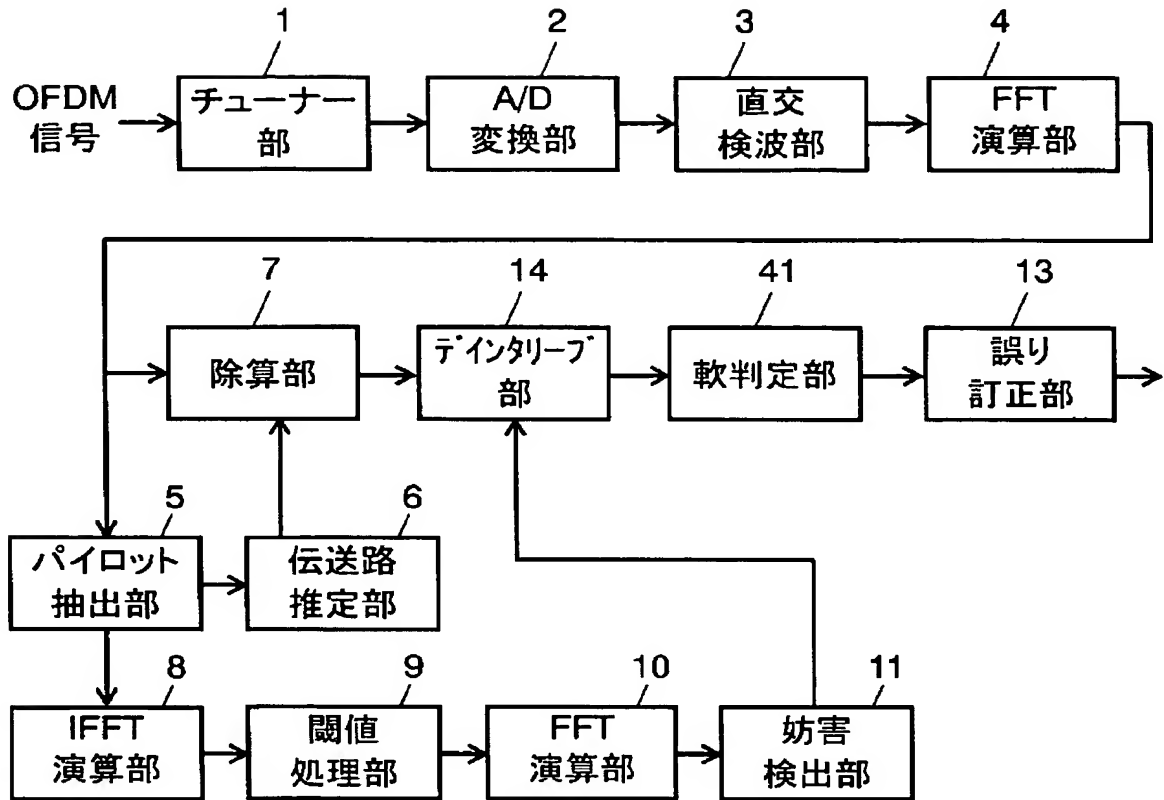 1
2
3
4
OFDM
信号
チューナー
部
A/D
変換部
直交
検波部
FFT
演算部
7
14
41
13
除算部
デインタリーブ
部
軟判定部
誤り
訂正部
5
6
パイロット
抽出部
伝送路
推定部
8
9
10
11
IFFT
演算部
閾値
処理部
FFT
演算部
妨害
検出部